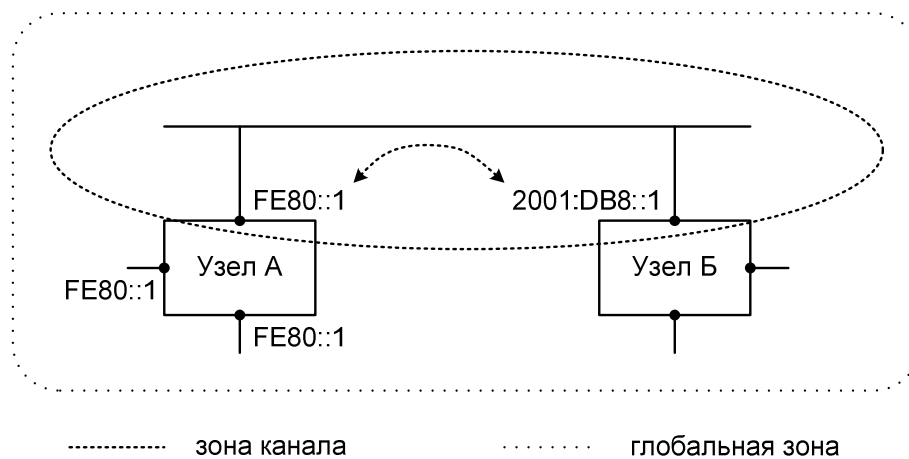 FE80::1 2001:DB8::1
Узел А Узел Б
FE80::1
FE80::1
зона канала глобальная зона